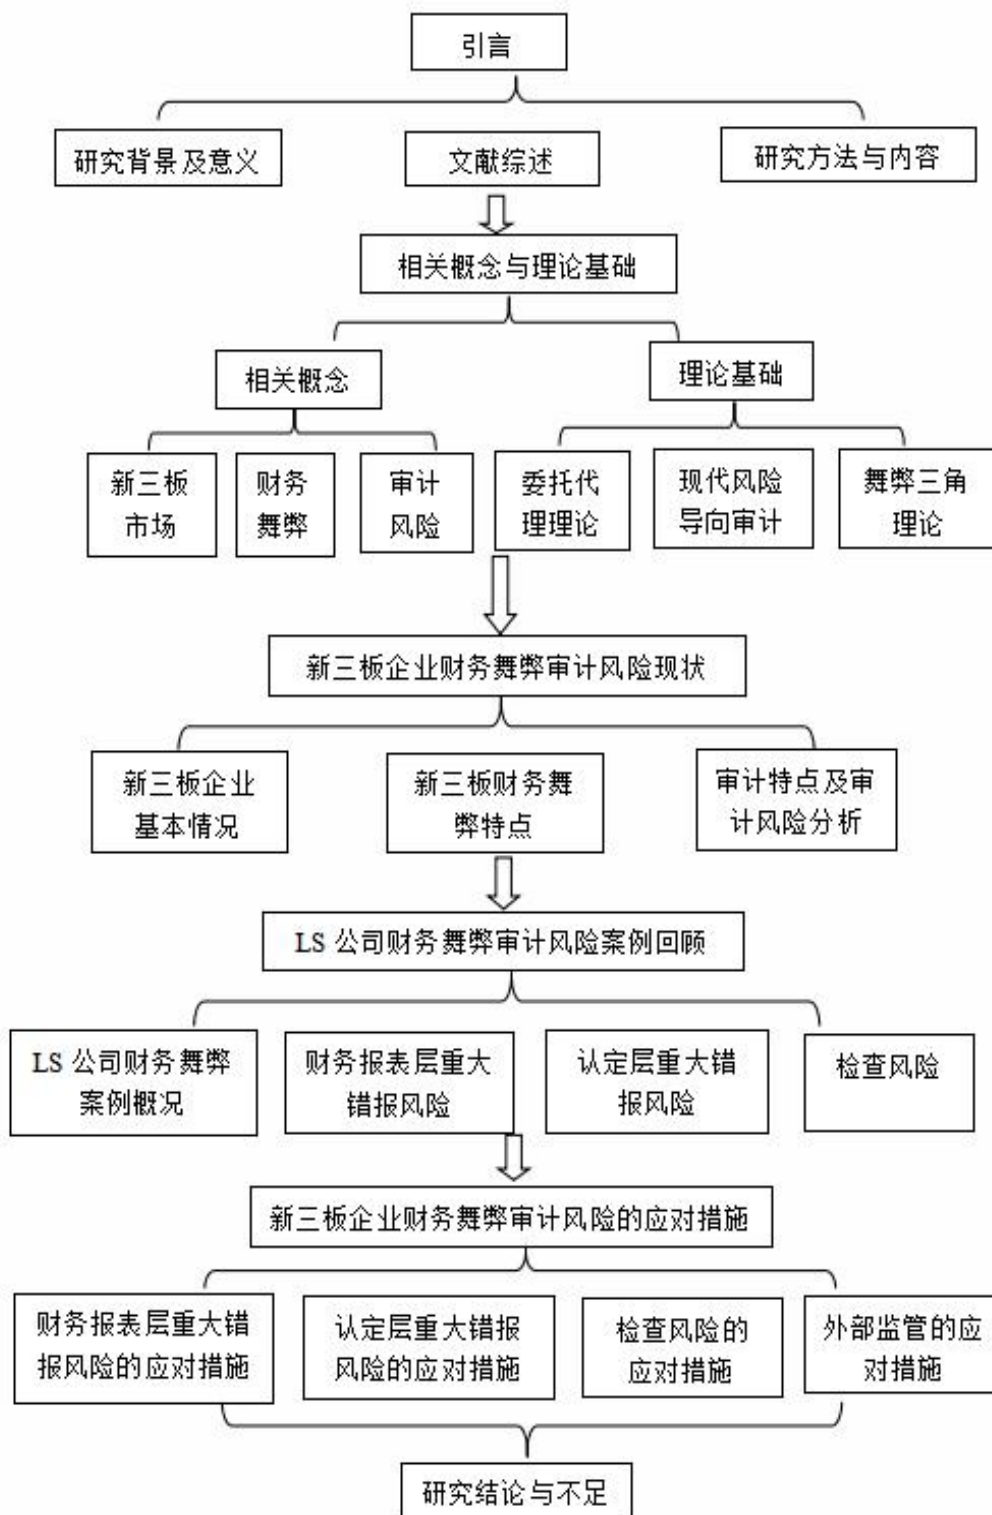 引言
研究背景及意义
文献综述
研究方法与内容
相关概念与理论基础
相关概念
理论基础
新三板
市场
财务
舞弊
审计
风险
委托代
理理论
现代风险
导向审计
舞弊三角
理论
新三板企业财务舞弊审计风险现状
新三板企业
基本情况
新三板财务舞
弊特点
审计特点及审
计风险分析
LS 公司财务舞弊审计风险案例回顾
LS 公司财务舞弊
案例概况
财务报表层重大
错报风险
认定层重大错
报风险
检查风险
新三板企业财务舞弊审计风险的应对措施
财务报表层重大错
报风险的应对措施
认定层重大错报
风险的应对措施
检查风险的
应对措施
外部监管的应
对措施
研究结论与不足